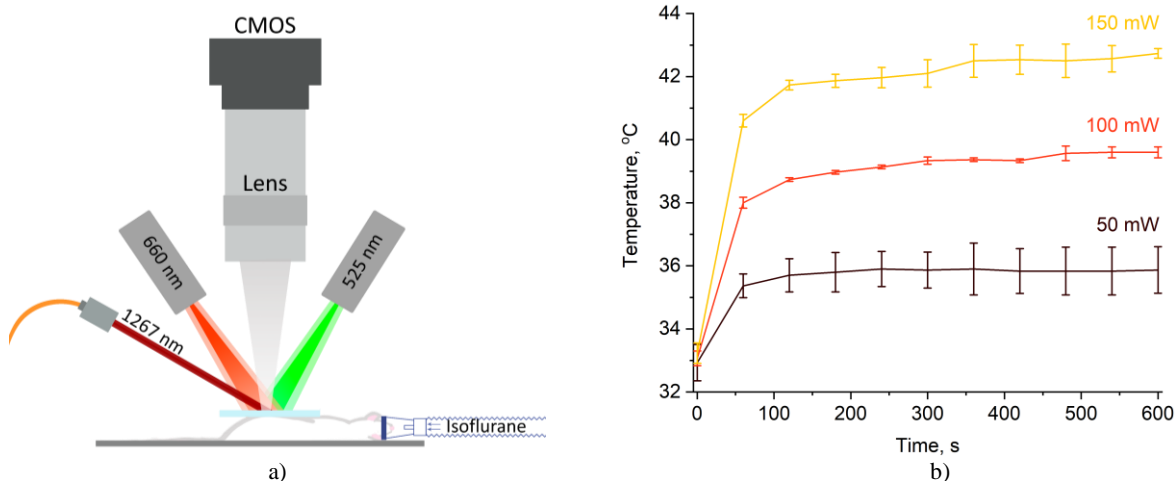 CMOS
Lens
660 nm
525 nm
1267 nm
Isoflurane
a)
Temperature, °C
44
42
40
38
36
34
32
150 mW
100 mW
50 mW
0 100 200 300 400 500 600
Time, s
b)